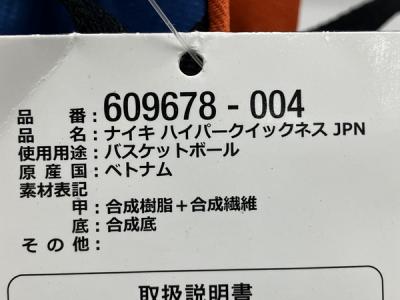 品番：609678-004
品名：ナイキ ハイパークイックネス JPN
使用用途：バスケットボール
原産国：ベトナム
素材表記
甲：合成樹脂＋合成繊維
底：合成底
その他：
取扱説明書